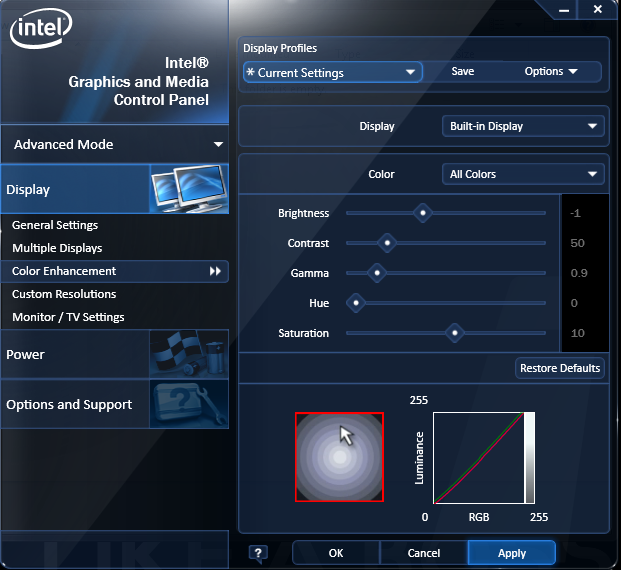 intel
Intel®
Graphics and Media
Control Panel
Advanced Mode
Display
General Settings
Multiple Displays
Color Enhancement
Custom Resolutions
Monitor / TV Settings
Power
Options and Support
Display Profiles
* Current Settings
Save
Options
Display
Built-in Display
Color
All Colors
Brightness
-1
Contrast
50
Gamma
0.9
Hue
0
Saturation
10
Restore Defaults
255
Luminance
0
RGB
255
?
OK
Cancel
Apply